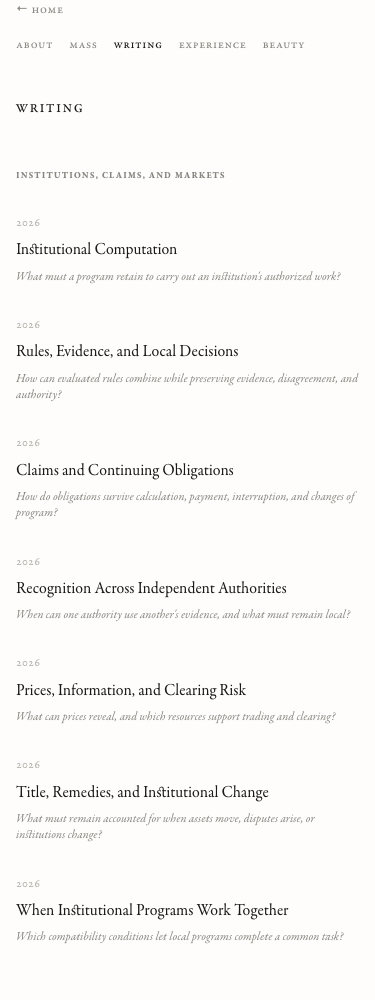 ← HOME
ABOUT MASS WRITING EXPERIENCE BEAUTY
WRITING
INSTITUTIONS, CLAIMS, AND MARKETS
2026
Institutional Computation
What must a program retain to carry out an institution's authorized work?
2026
Rules, Evidence, and Local Decisions
How can evaluated rules combine while preserving evidence, disagreement, and
authority?
2026
Claims and Continuing Obligations
How do obligations survive calculation, payment, interruption, and changes of
program?
2026
Recognition Across Independent Authorities
When can one authority use another's evidence, and what must remain local?
2026
Prices, Information, and Clearing Risk
What can prices reveal, and which resources support trading and clearing?
2026
Title, Remedies, and Institutional Change
What must remain accounted for when assets move, disputes arise, or
institutions change?
2026
When Institutional Programs Work Together
Which compatibility conditions let local programs complete a common task?